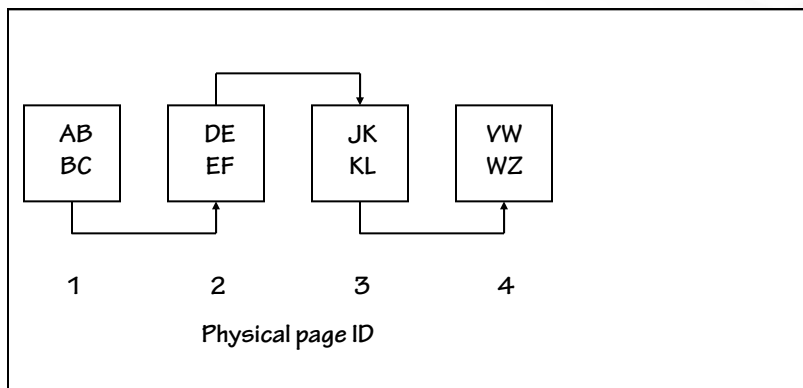 AB
BC
DE
EF
JK
KL
VW
WZ
1 2 3 4
Physical page ID